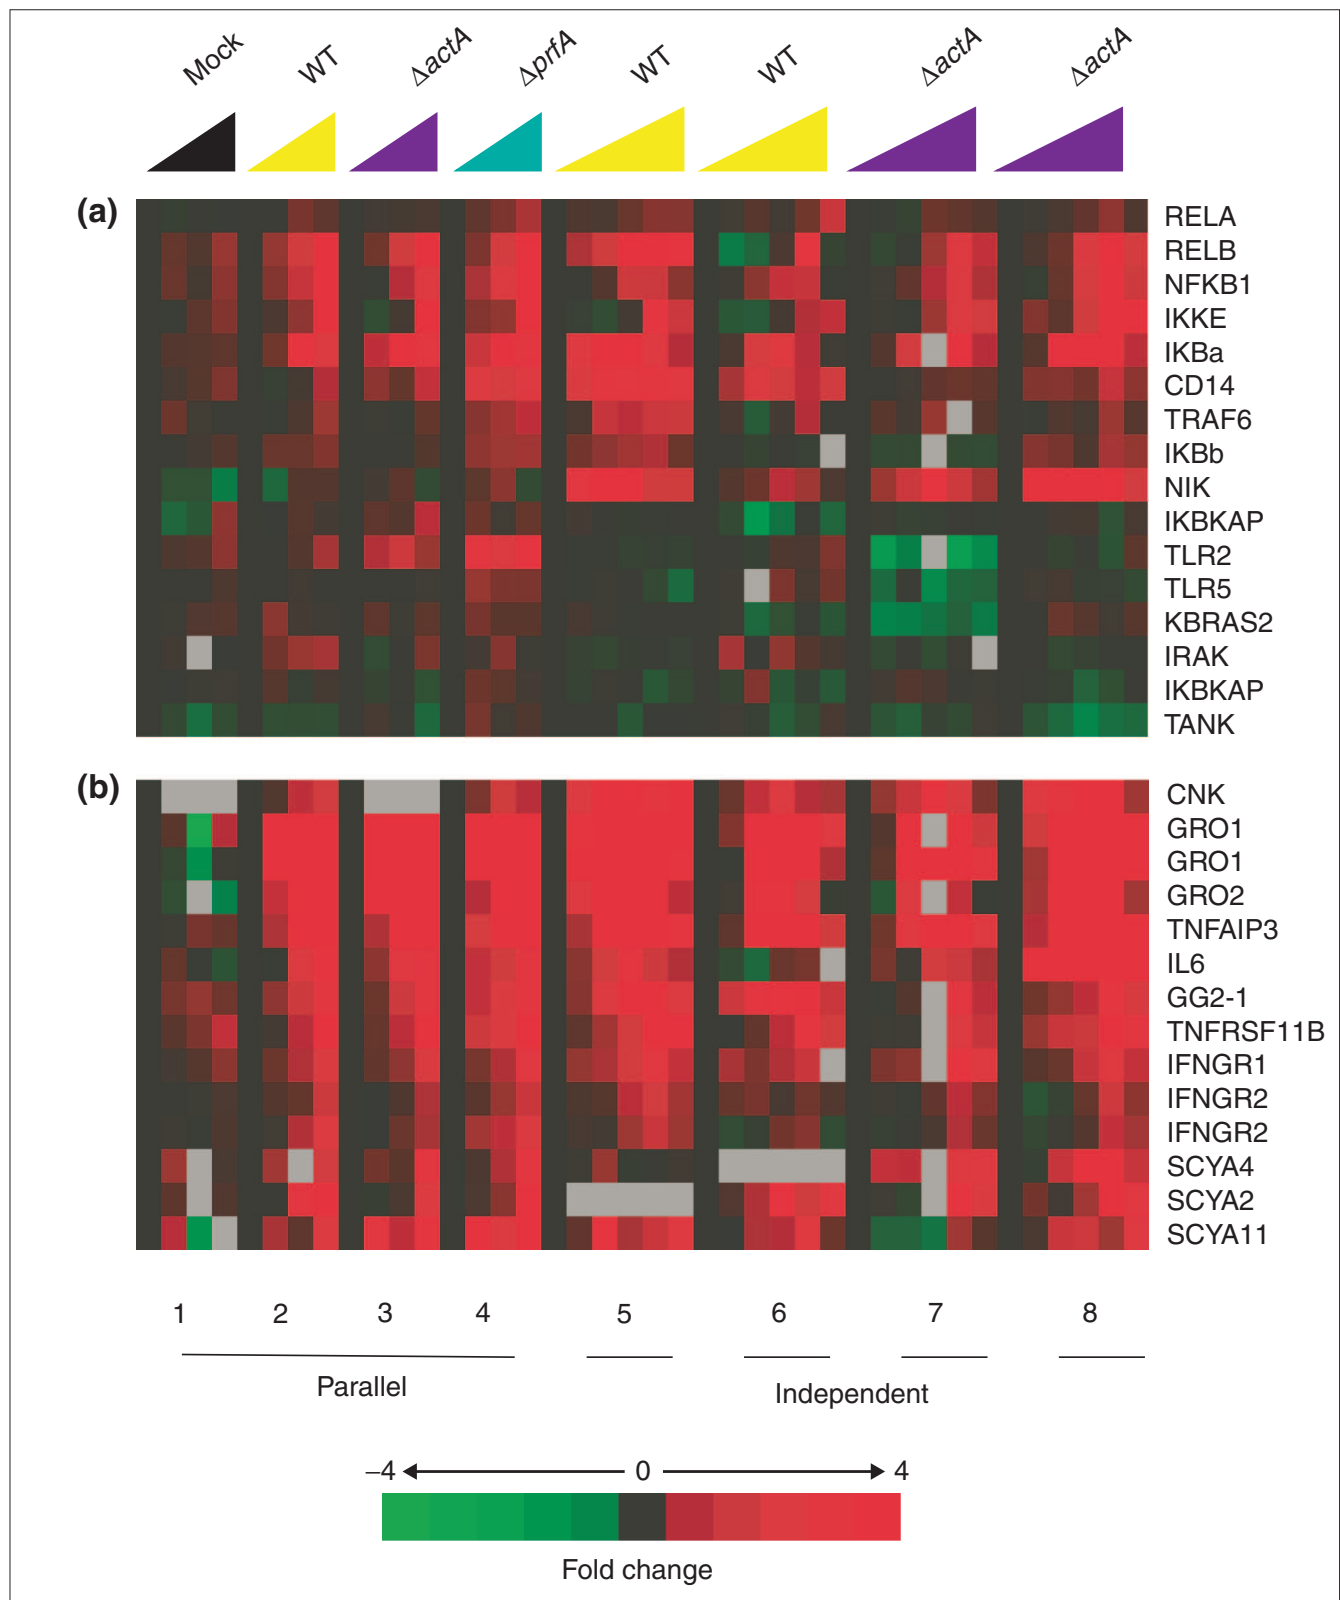 Mock WT ΔactA ΔprfA WT WT ΔactA ΔactA
(a)
RELA
RELB
NFKB1
IKKE
IKBa
CD14
TRAF6
IKBb
NIK
IKBKAP
TLR2
TLR5
KBRAS2
IRAK
IKBKAP
TANK
(b)
CNK
GRO1
GRO1
GRO2
TNFAIP3
IL6
GG2-1
TNFRSF11B
IFNGR1
IFNGR2
IFNGR2
SCYA4
SCYA2
SCYA11
1 2 3 4 5 6 7 8
Parallel Independent
−4 0 4
Fold change